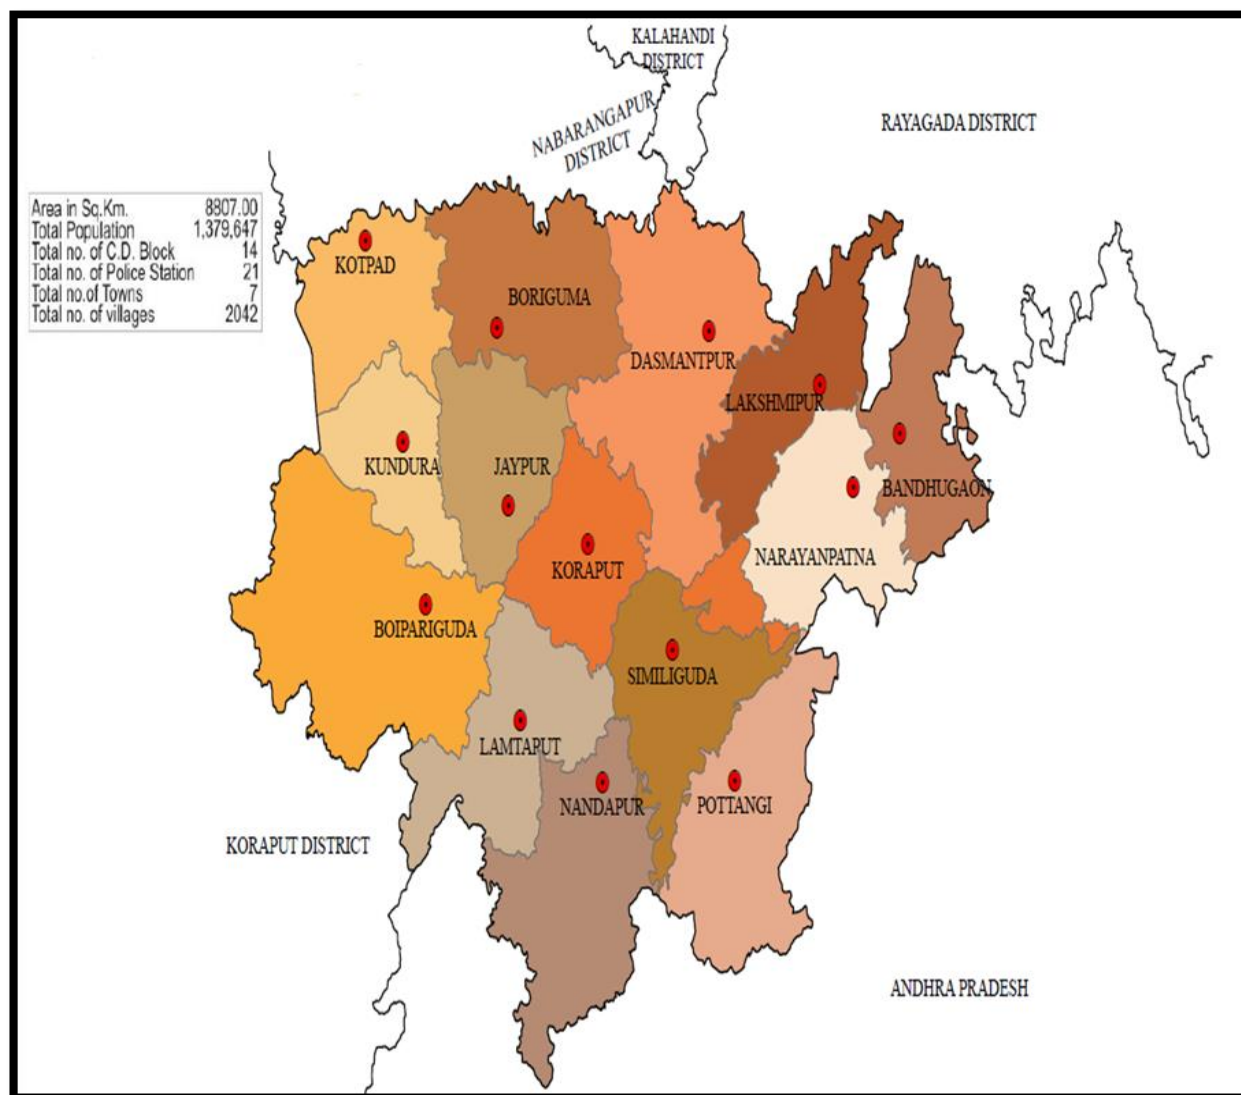 KALAHANDI
DISTRICT
NABARANGAPUR
DISTRICT
RAYAGADA DISTRICT
Area in Sq.Km. 8807.00
Total Population 1,379,647
Total no. of C.D. Block 14
Total no. of Police Station 21
Total no.of Towns 7
Total no. of villages 2042
KOTPAD
BORIGUMA
DASMANTPUR
LAKSHMIPUR
KUNDURA
JAYPUR
BANDHUGAON
NARAYANPATNA
KORAPUT
BOIPARIGUDA
SIMILIGUDA
LAMTAPUT
NANDAPUR
POTTANGI
KORAPUT DISTRICT
ANDHRA PRADESH